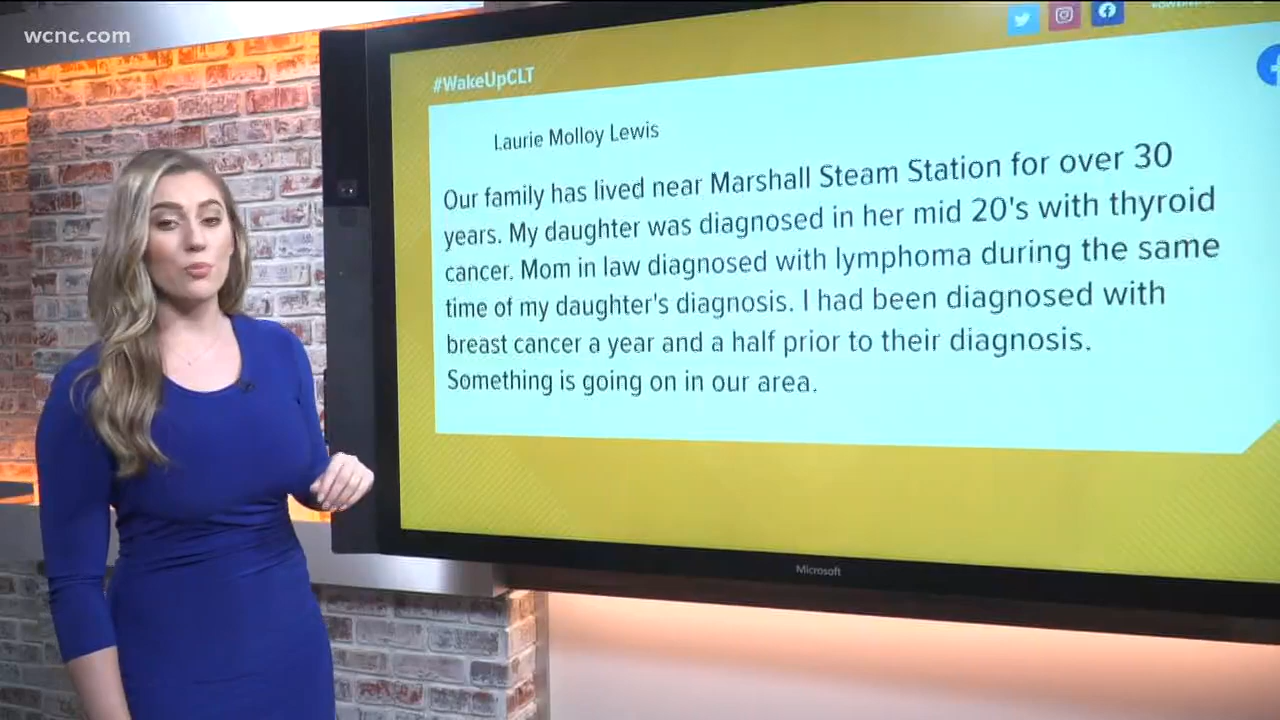 wcnc.com
#WakeUpCLT
Laurie Molloy Lewis
Our family has lived near Marshall Steam Station for over 30
years. My daughter was diagnosed in her mid 20's with thyroid
cancer. Mom in law diagnosed with lymphoma during the same
time of my daughter's diagnosis. I had been diagnosed with
breast cancer a year and a half prior to their diagnosis.
Something is going on in our area.
Microsoft